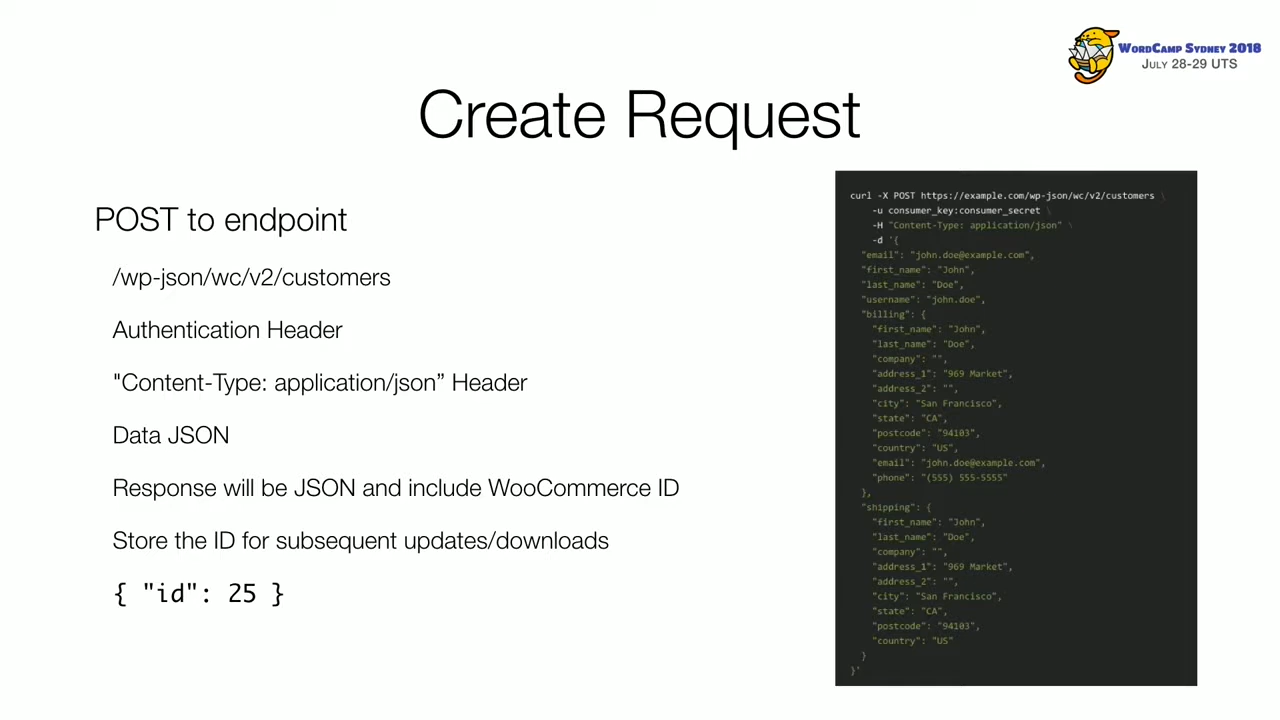 WordCamp Sydney 2018
July 28-29 UTS
Create Request
POST to endpoint
/wp-json/wc/v2/customers
Authentication Header
"Content-Type: application/json” Header
Data JSON
Response will be JSON and include WooCommerce ID
Store the ID for subsequent updates/downloads
{ "id": 25 }
curl -X POST https://example.com/wp-json/wc/v2/customers \
-u consumer_key:consumer_secret \
-H "Content-Type: application/json" \
-d '{
"email": "john.doe@example.com",
"first_name": "John",
"last_name": "Doe",
"username": "john.doe",
"billing": {
"first_name": "John",
"last_name": "Doe",
"company": "",
"address_1": "969 Market",
"address_2": "",
"city": "San Francisco",
"state": "CA",
"postcode": "94103",
"country": "US",
"email": "john.doe@example.com",
"phone": "(555) 555-5555"
},
"shipping": {
"first_name": "John",
"last_name": "Doe",
"company": "",
"address_1": "969 Market",
"address_2": "",
"city": "San Francisco",
"state": "CA",
"postcode": "94103",
"country": "US"
}
}'